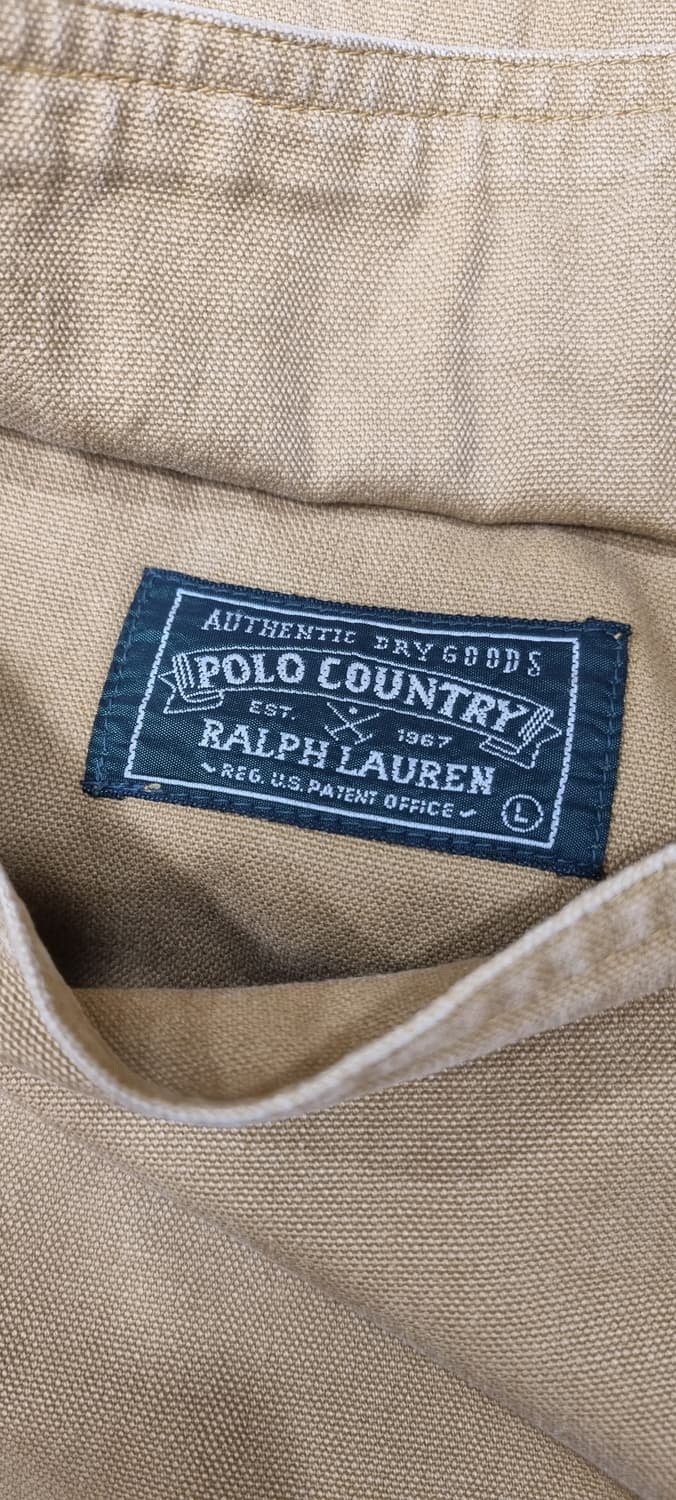 AUTHENTIC DRY GOODS
POLO COUNTRY
EST. 1967
RALPH LAUREN
REG. U.S. PATENT OFFICE
L